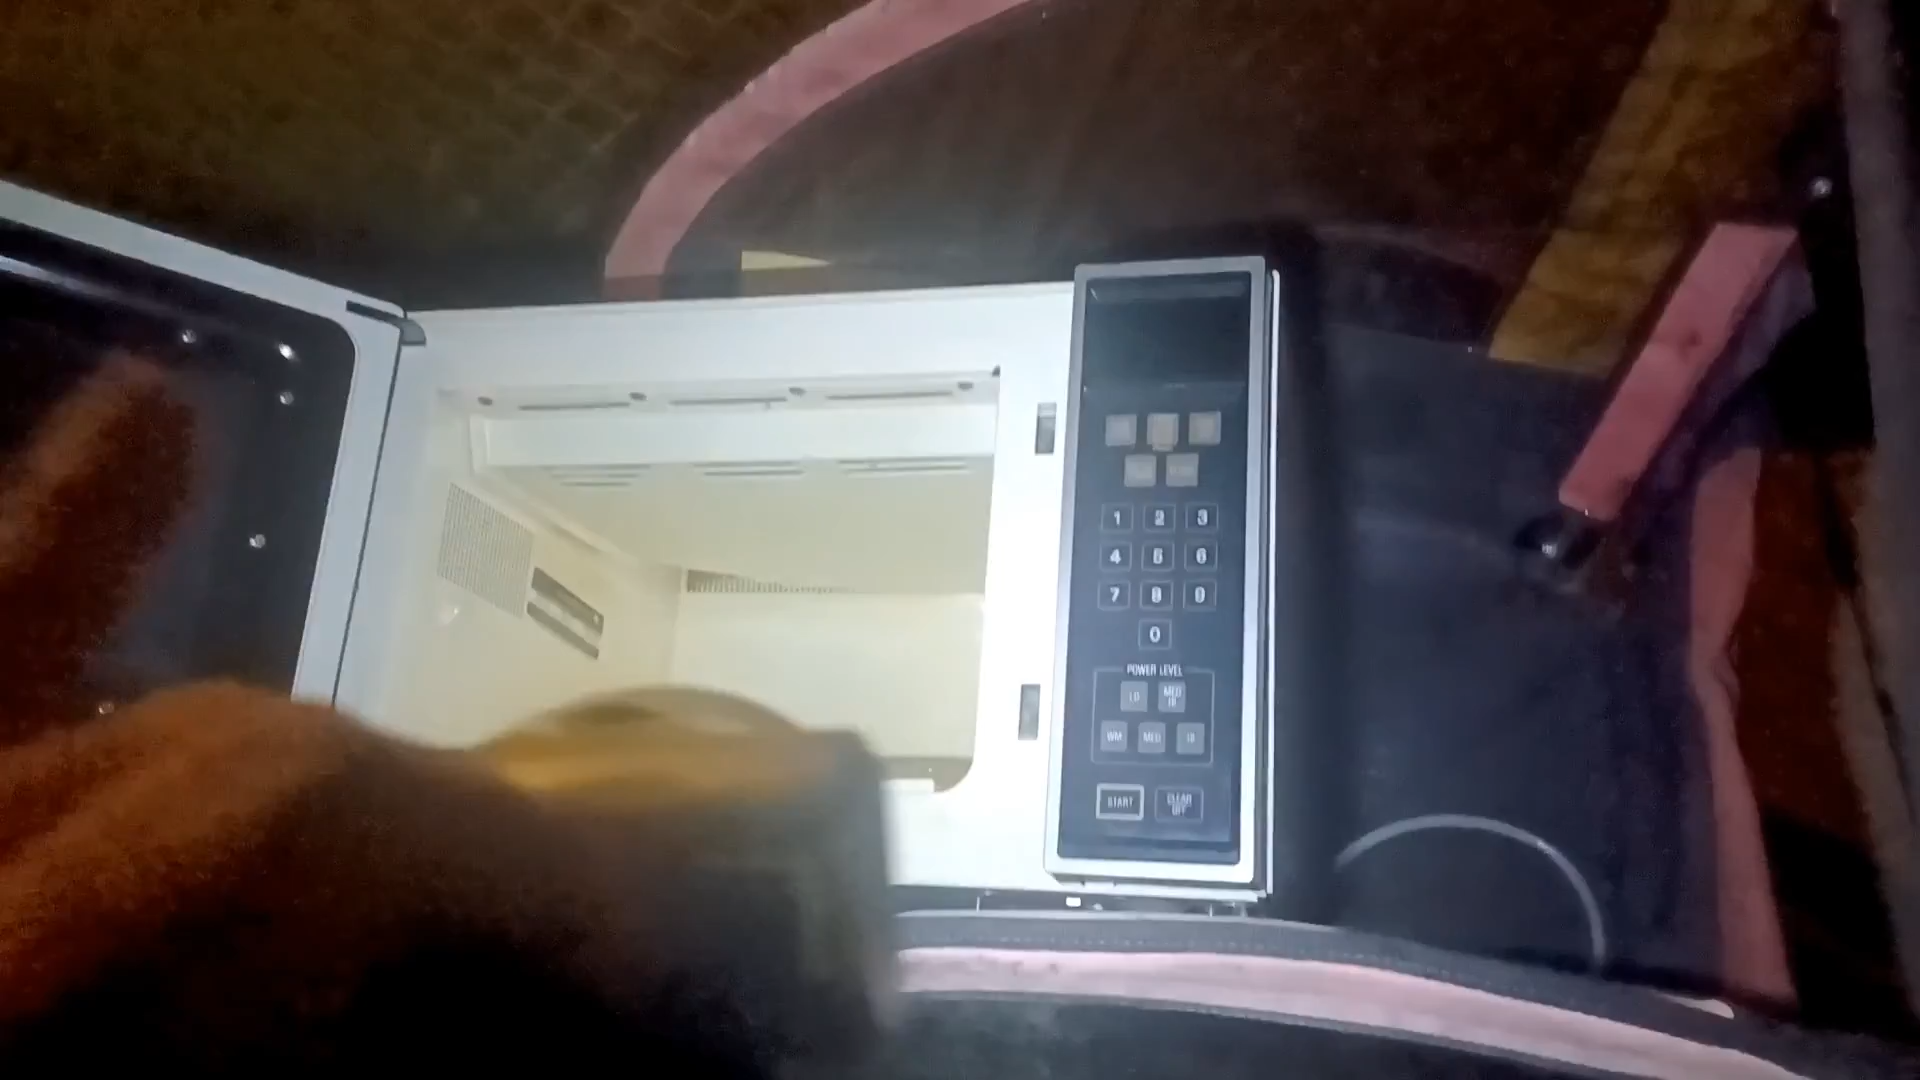 1 2 3
4 5 6
7 8 9
0
POWER LEVEL
LO MED
WM MED HI
START CLEAR
OFF